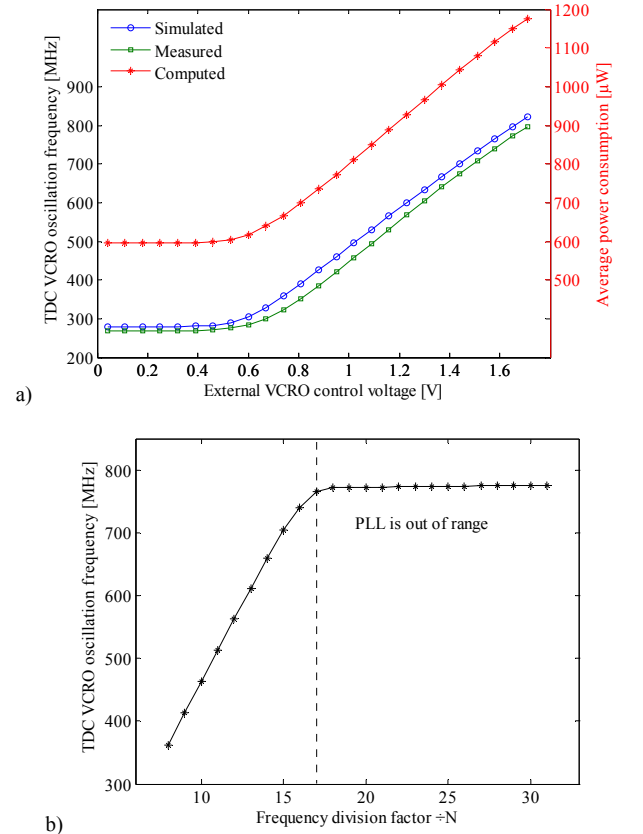 Simulated
Measured
Computed
TDC VCRO oscillation frequency [MHz]
900
800
700
600
500
400
300
200
1200
1100
1000
900
800
700
600
500
Average power consumption [µW]
0 0.2 0.4 0.6 0.8 1 1.2 1.4 1.6
External VCRO control voltage [V]
a)
TDC VCRO oscillation frequency [MHz]
800
700
600
500
400
300
PLL is out of range
10 15 20 25 30
Frequency division factor ÷N
b)